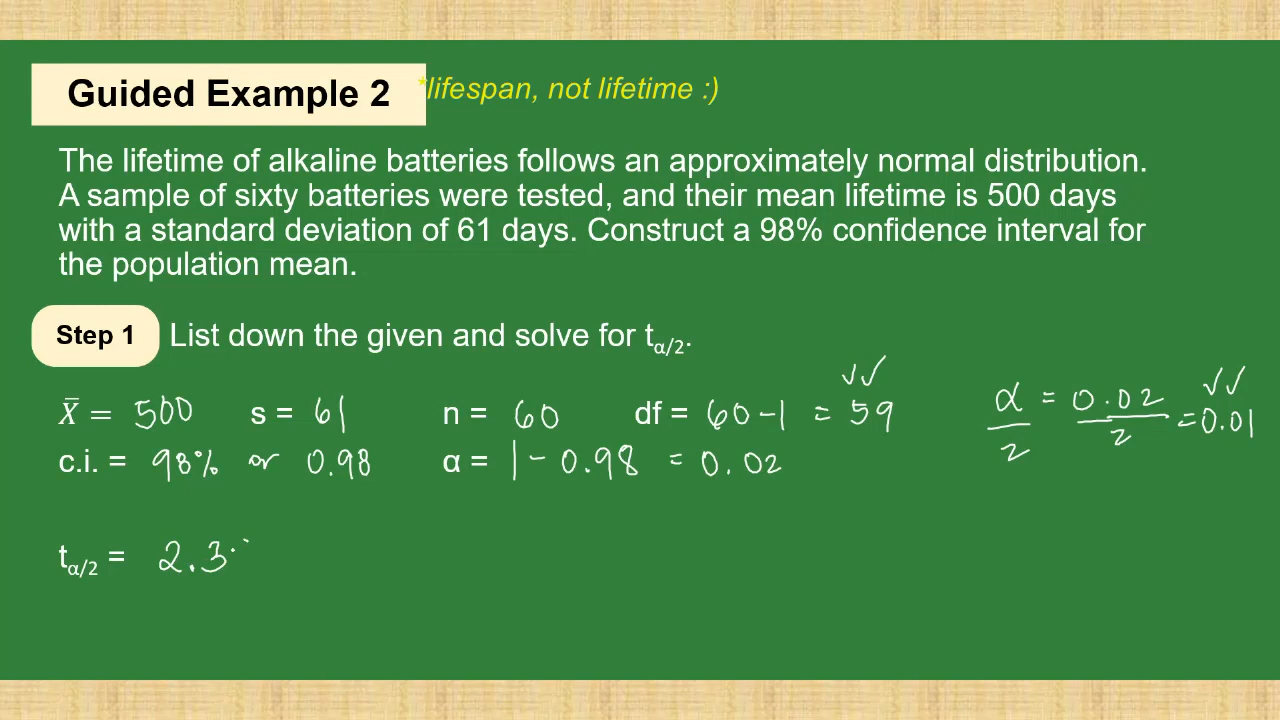 Guided Example 2 *lifespan, not lifetime :)
The lifetime of alkaline batteries follows an approximately normal distribution.
A sample of sixty batteries were tested, and their mean lifetime is 500 days
with a standard deviation of 61 days. Construct a 98% confidence interval for
the population mean.
Step 1 List down the given and solve for tα/2.
X̄ = 500 s = 61 n = 60 df = 60 - 1 = 59 ✓✓ α/2 = 0.02/2 = 0.01 ✓✓
c.i. = 98% or 0.98 α = 1 - 0.98 = 0.02
tα/2 = 2.3